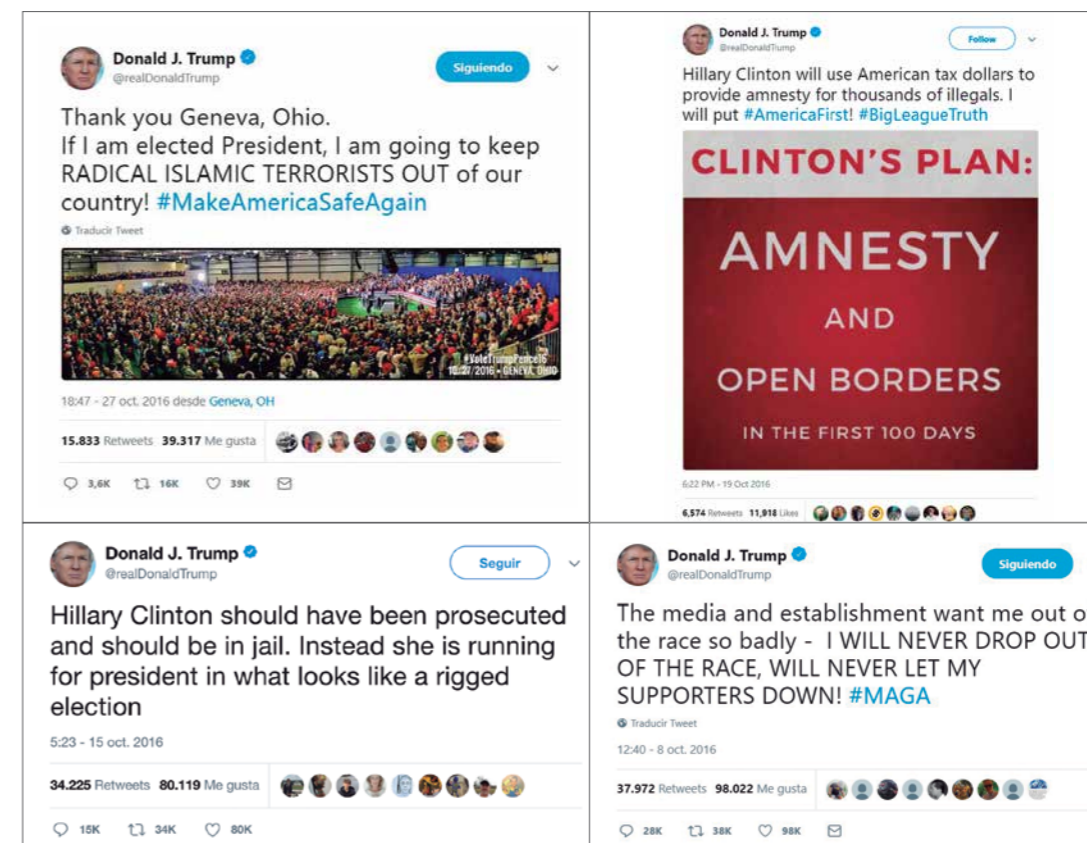 Donald J. Trump
@realDonaldTrump
Siguiendo
Thank you Geneva, Ohio.
If I am elected President, I am going to keep
RADICAL ISLAMIC TERRORISTS OUT of our
country! #MakeAmericaSafeAgain
Traducir Tweet
#VoteTrumpPence16
10/27/2016 - GENEVA, OHIO
18:47 - 27 oct. 2016 desde Geneva, OH
15.833 Retweets 39.317 Me gusta
3,6K 16K 39K
Donald J. Trump
@realDonaldTrump
Follow
Hillary Clinton will use American tax dollars to
provide amnesty for thousands of illegals. I
will put #AmericaFirst! #BigLeagueTruth
CLINTON'S PLAN:
AMNESTY
AND
OPEN BORDERS
IN THE FIRST 100 DAYS
6:22 PM - 19 Oct 2016
6,574 Retweets 11,918 Likes
Donald J. Trump
@realDonaldTrump
Seguir
Hillary Clinton should have been prosecuted
and should be in jail. Instead she is running
for president in what looks like a rigged
election
5:23 - 15 oct. 2016
34.225 Retweets 80.119 Me gusta
15K 34K 80K
Donald J. Trump
@realDonaldTrump
Siguiendo
The media and establishment want me out o
the race so badly - I WILL NEVER DROP OUT
OF THE RACE, WILL NEVER LET MY
SUPPORTERS DOWN! #MAGA
Traducir Tweet
12:40 - 8 oct. 2016
37.972 Retweets 98.022 Me gusta
28K 38K 98K